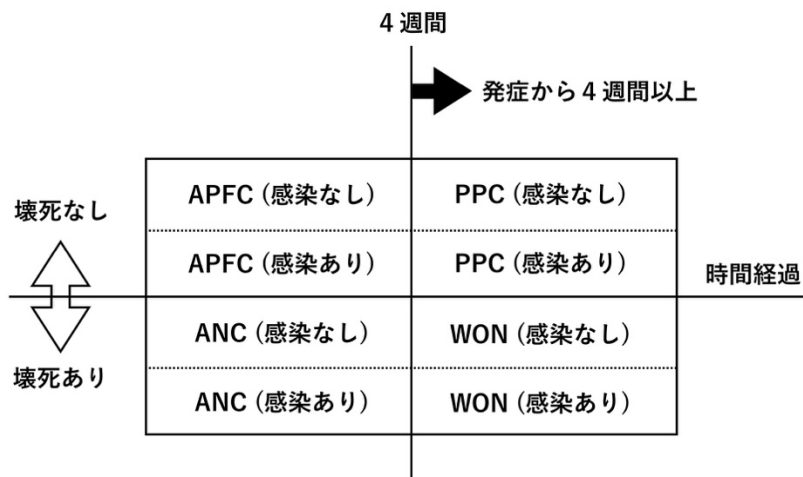 4 週間
発症から 4 週間以上
壊死なし
APFC (感染なし)
PPC (感染なし)
APFC (感染あり)
PPC (感染あり)
時間経過
ANC (感染なし)
WON (感染なし)
壊死あり
ANC (感染あり)
WON (感染あり)